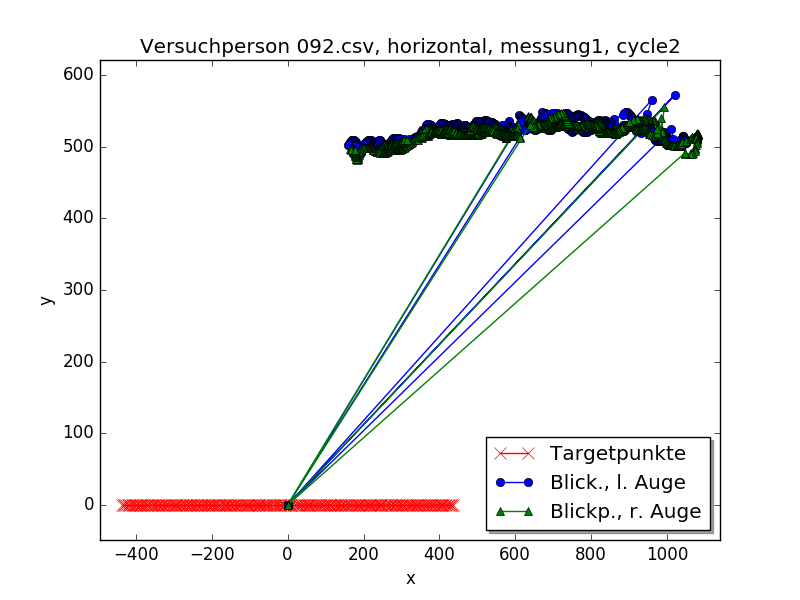 Versuchperson 092.csv, horizontal, messung1, cycle2
600
500
400
300
200
100
0
y
−400
−200
0
200
400
600
800
1000
x
Targetpunkte
Blick., l. Auge
Blickp., r. Auge